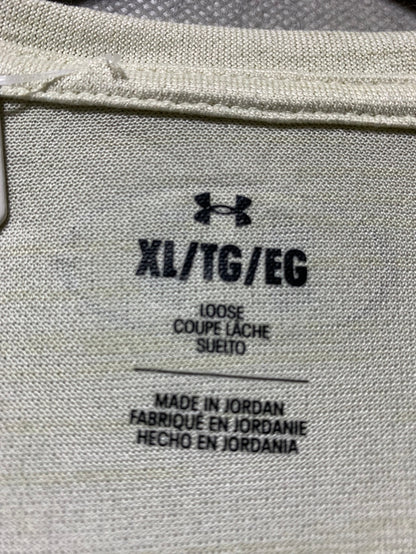 XL/TG/EG
LOOSE
COUPE LÂCHE
SUELTO
MADE IN JORDAN
FABRIQUÉ EN JORDANIE
HECHO EN JORDANIA